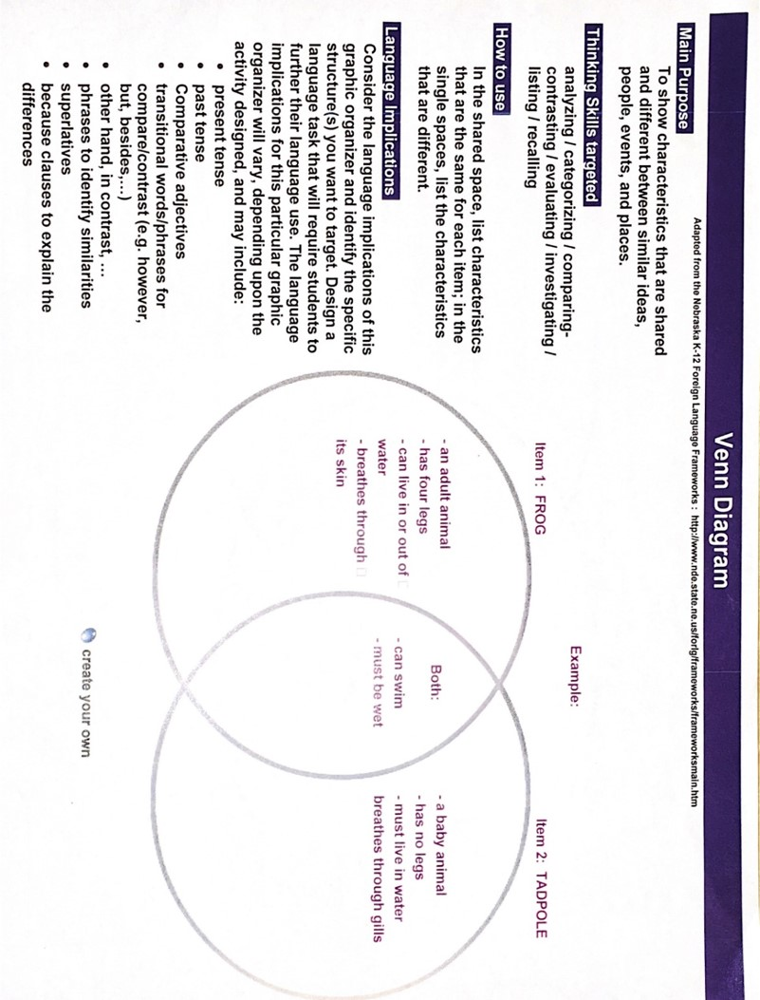 Venn Diagram
Adapted from the Nebraska K-12 Foreign Language Frameworks : http://www.nde.state.ne.us/forlg/frameworks/frameworksmain.htm
Main Purpose
To show characteristics that are shared
and different between similar ideas,
people, events, and places.
Thinking Skills targeted
analyzing / categorizing / comparing-
contrasting / evaluating / investigating /
listing / recalling
How to use
In the shared space, list characteristics
that are the same for each item; in the
single spaces, list the characteristics
that are different.
Language Implications
Consider the language implications of this
graphic organizer and identify the specific
structure(s) you want to target. Design a
language task that will require students to
further their language use. The language
implications for this particular graphic
organizer will vary, depending upon the
activity designed, and may include:
• present tense
• past tense
• Comparative adjectives
• transitional words/phrases for
compare/contrast (e.g. however,
but, besides,...)
• other hand, in contrast, ...
• phrases to identify similarities
• superlatives
• because clauses to explain the
differences
Example:
Item 1: FROG
- an adult animal
- has four legs
- can live in or out of □
water
- breathes through □
its skin
Both:
- can swim
- must be wet
Item 2: TADPOLE
- a baby animal
- has no legs
- must live in water
breathes through gills
create your own